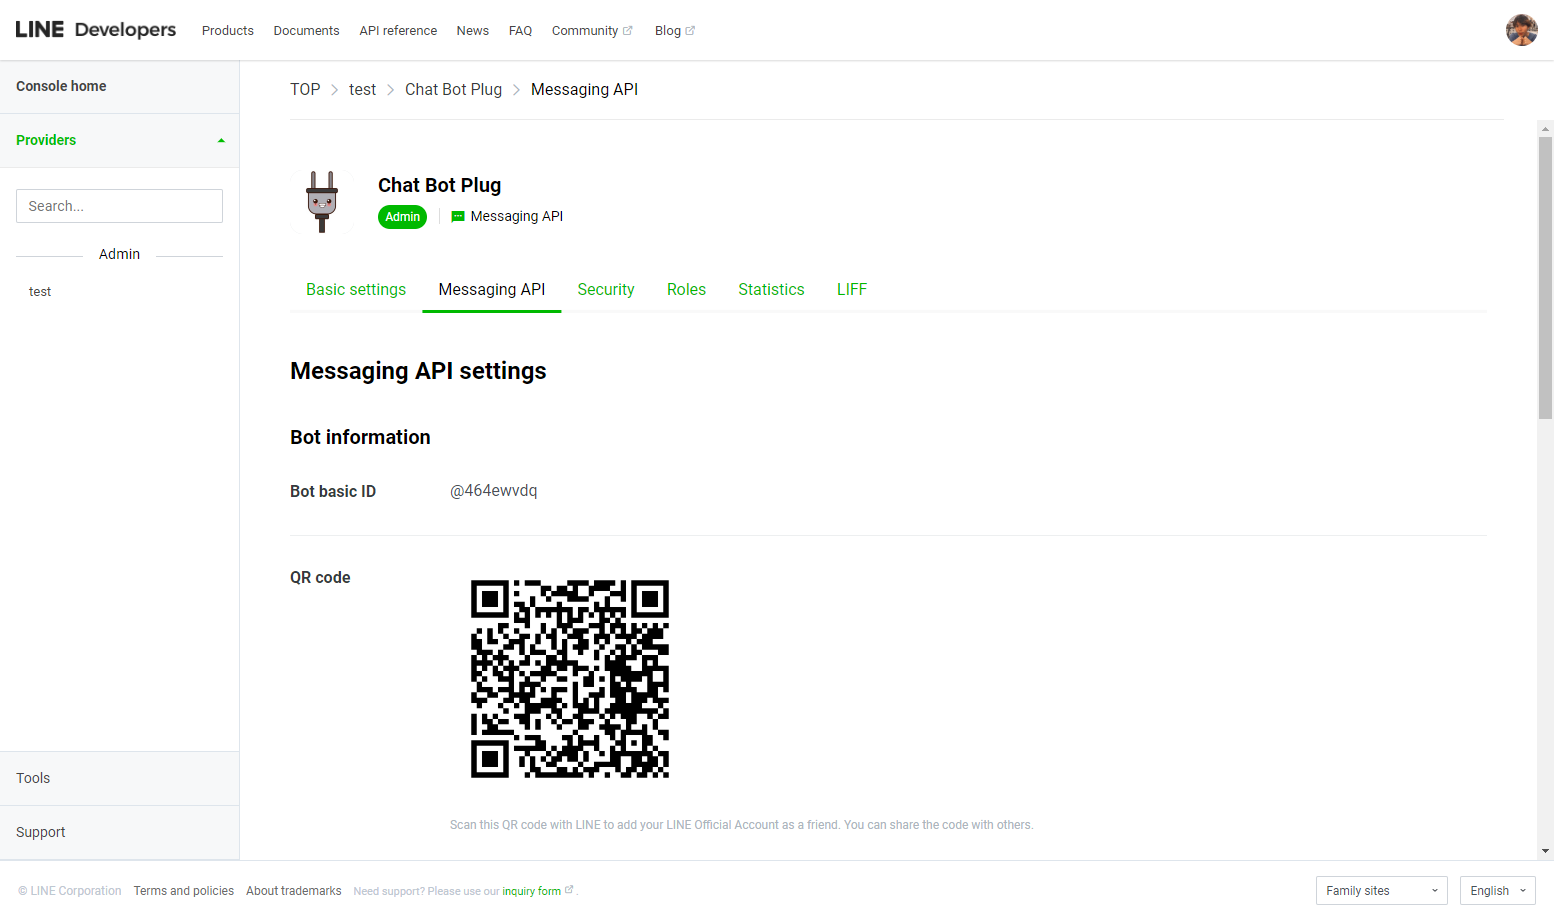 LINE Developers
Products Documents API reference News FAQ Community Blog
Console home
Providers
Search...
Admin
test
Tools
Support
TOP > test > Chat Bot Plug > Messaging API
Chat Bot Plug
Admin Messaging API
Basic settings Messaging API Security Roles Statistics LIFF
Messaging API settings
Bot information
Bot basic ID @464ewvdq
QR code
Scan this QR code with LINE to add your LINE Official Account as a friend. You can share the code with others.
© LINE Corporation Terms and policies About trademarks Need support? Please use our inquiry form . Family sites English